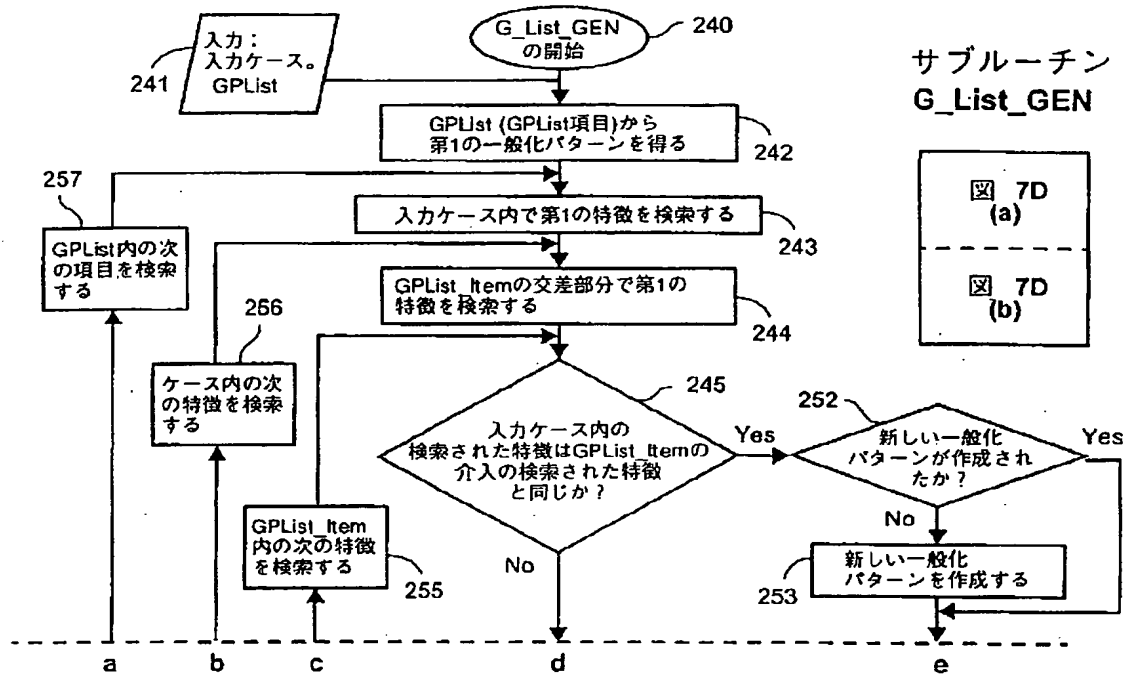 G_List_GEN
の開始
240
入力：
入力ケース。
GPList
241
サブルーチン
G_List_GEN
GPList (GPList項目)から
第1の一般化パターンを得る
242
図 7D
(a)
図 7D
(b)
257
GPList内の次
の項目を検索
する
入力ケース内で第1の特徴を検索する
243
GPList_Itemの交差部分で第1の
特徴を検索する
244
256
ケース内の次
の特徴を検索
する
245
入力ケース内の
検索された特徴はGPList_Itemの
介入の検索された特徴
と同じか？
Yes
No
252
新しい一般化
パターンが作成され
たか？
Yes
No
GPList_Item
内の次の特徴
を検索する
255
新しい一般化
パターンを作成する
253
a
b
c
d
e